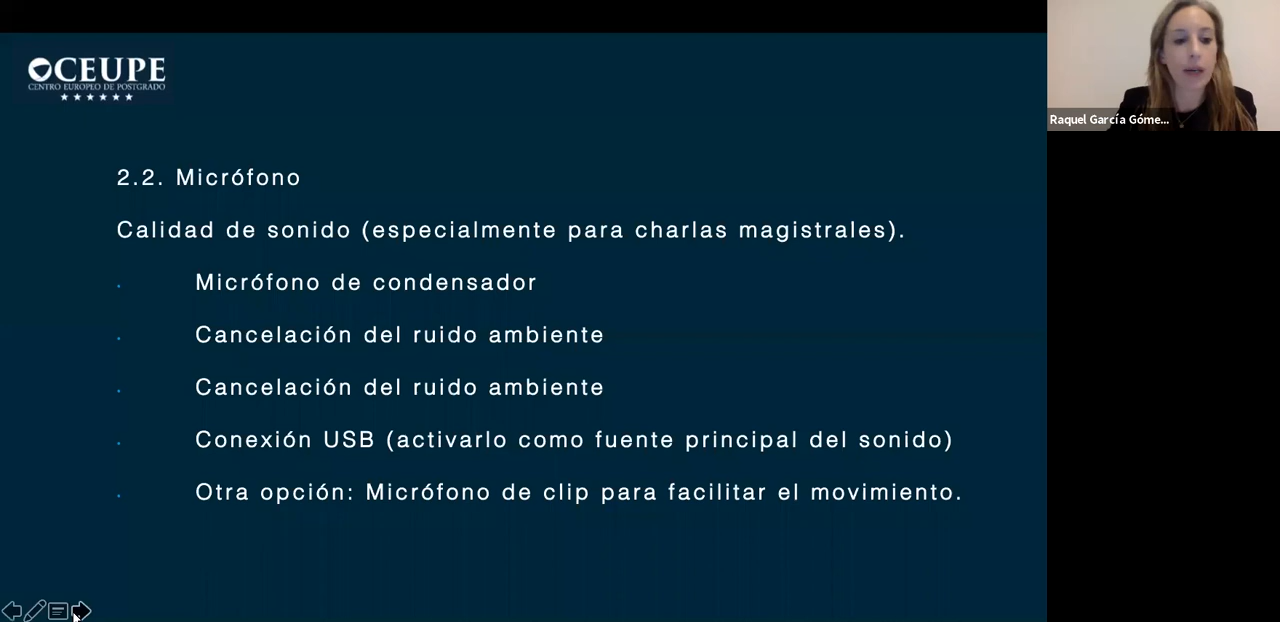 CEUPE
CENTRO EUROPEO DE POSTGRADO
Raquel García Góme...
2.2. Micrófono
Calidad de sonido (especialmente para charlas magistrales).
· Micrófono de condensador
· Cancelación del ruido ambiente
· Cancelación del ruido ambiente
· Conexión USB (activarlo como fuente principal del sonido)
· Otra opción: Micrófono de clip para facilitar el movimiento.